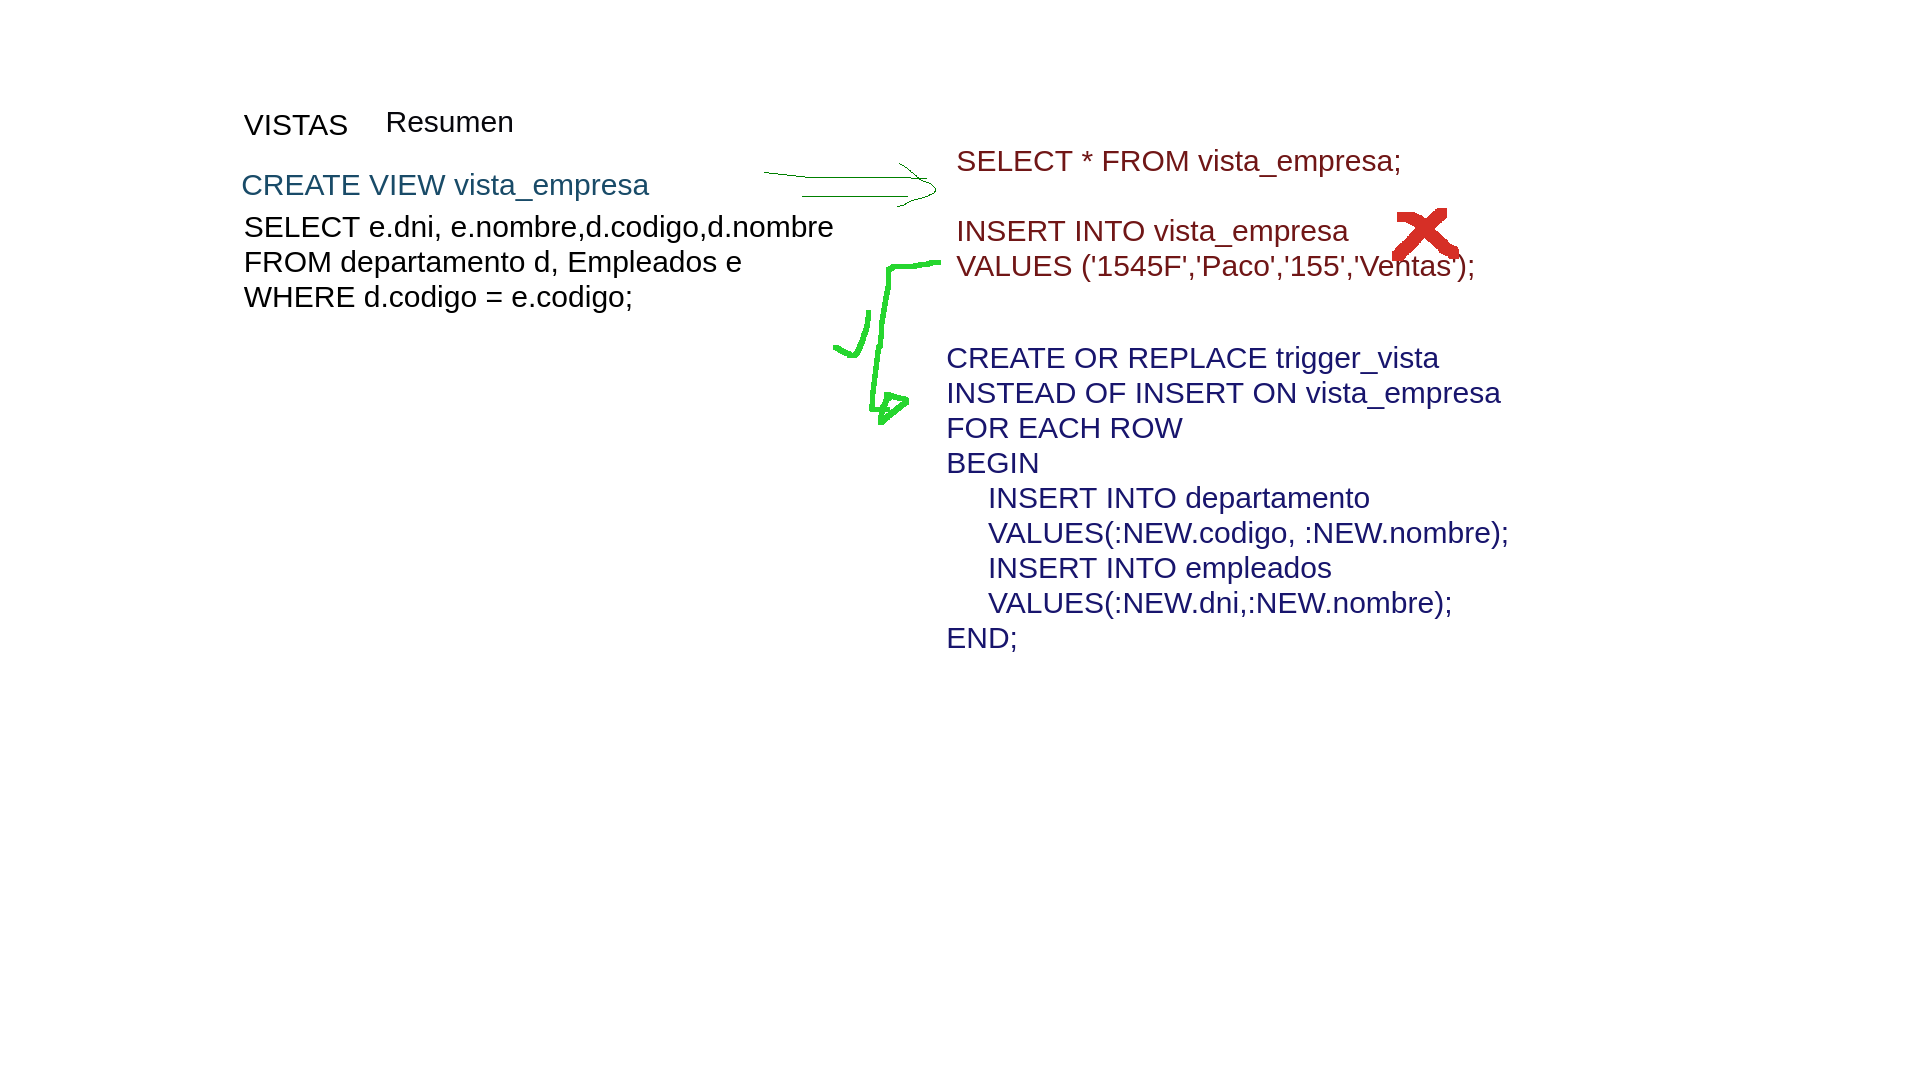 VISTAS Resumen
CREATE VIEW vista_empresa
SELECT e.dni, e.nombre,d.codigo,d.nombre
FROM departamento d, Empleados e
WHERE d.codigo = e.codigo;
SELECT * FROM vista_empresa;
INSERT INTO vista_empresa
VALUES ('1545F','Paco','155','Ventas');
CREATE OR REPLACE trigger_vista
INSTEAD OF INSERT ON vista_empresa
FOR EACH ROW
BEGIN
INSERT INTO departamento
VALUES(:NEW.codigo, :NEW.nombre);
INSERT INTO empleados
VALUES(:NEW.dni,:NEW.nombre);
END;